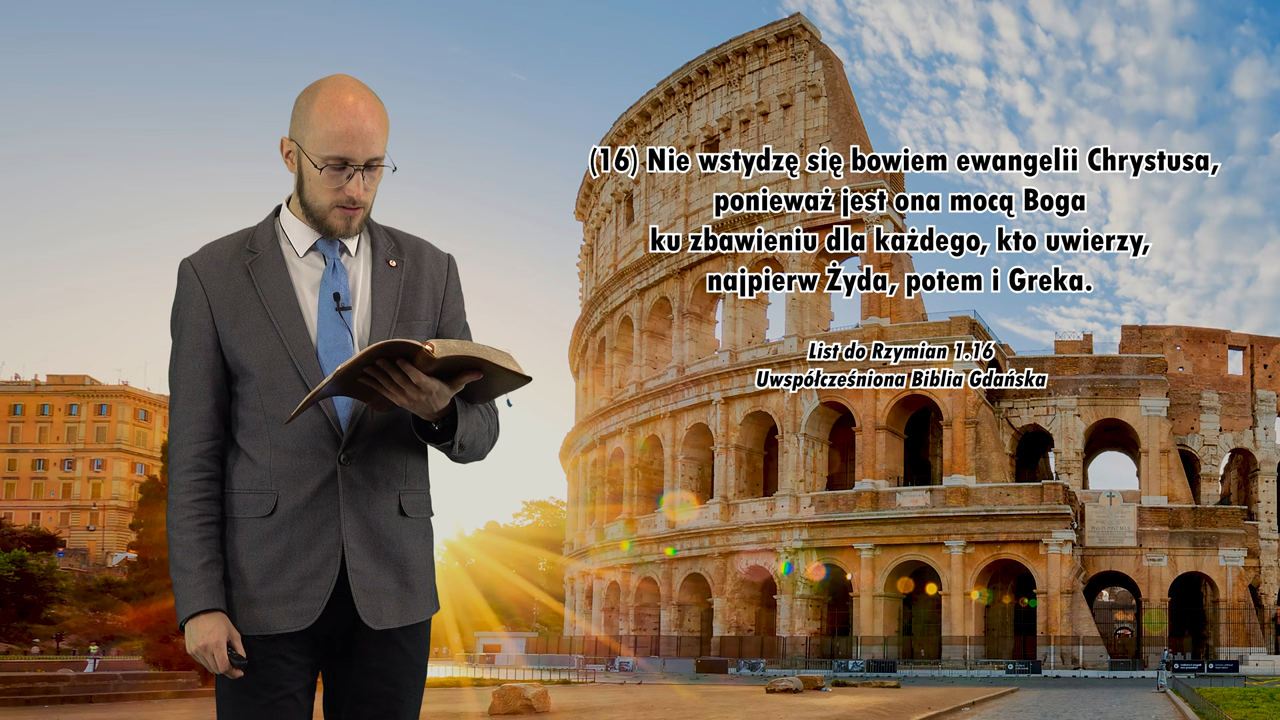 (16) Nie wstydzę się bowiem ewangelii Chrystusa,
ponieważ jest ona mocą Boga
ku zbawieniu dla każdego, kto uwierzy,
najpierw Żyda, potem i Greka.
List do Rzymian 1.16
Uwspółcześniona Biblia Gdańska